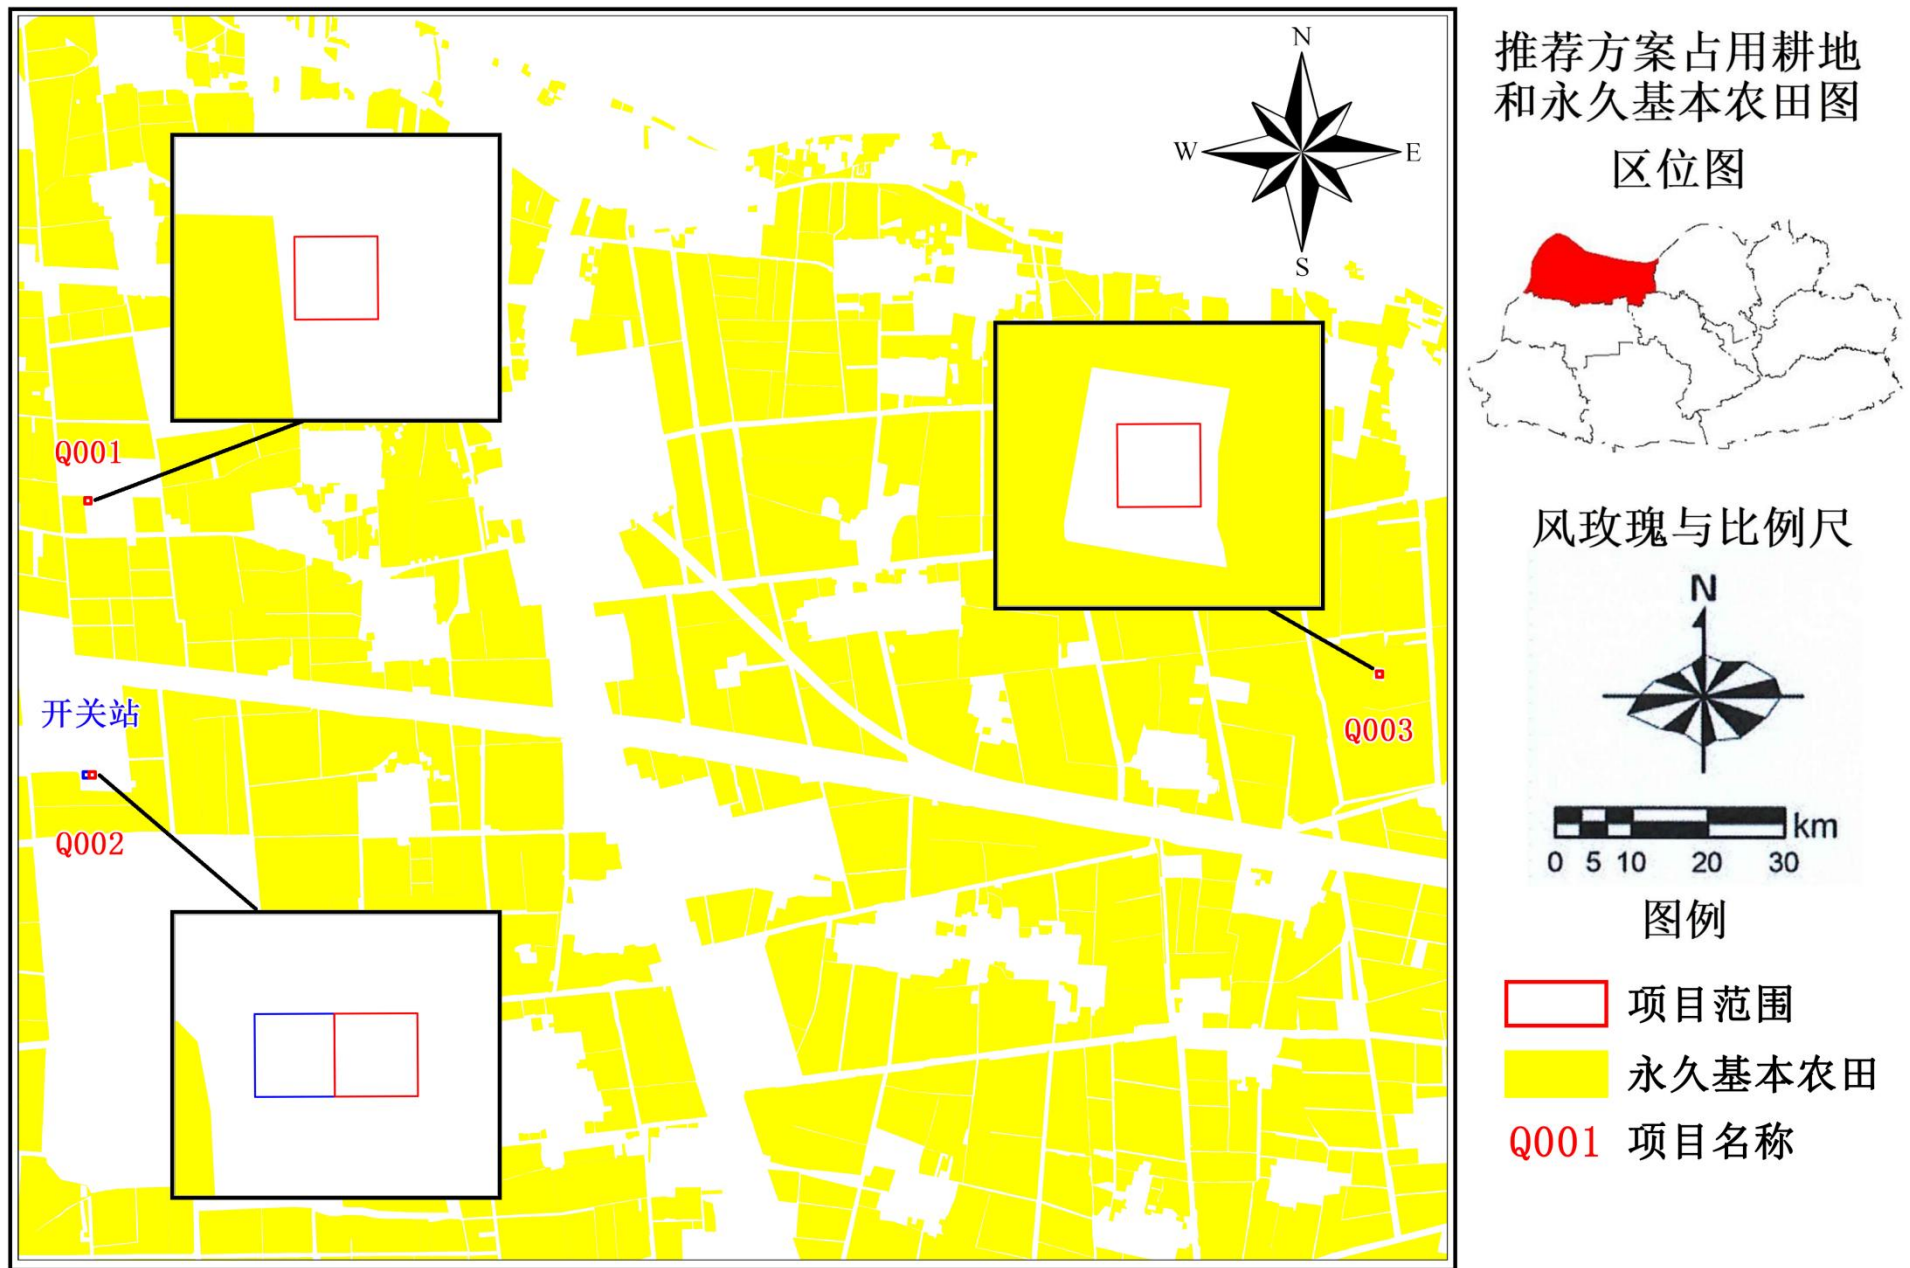 推荐方案占用耕地
和永久基本农田图
区位图
N
W
E
S
Q001
开关站
Q002
Q003
风玫瑰与比例尺
N
km
0 5 10 20 30
图例
项目范围
永久基本农田
Q001 项目名称